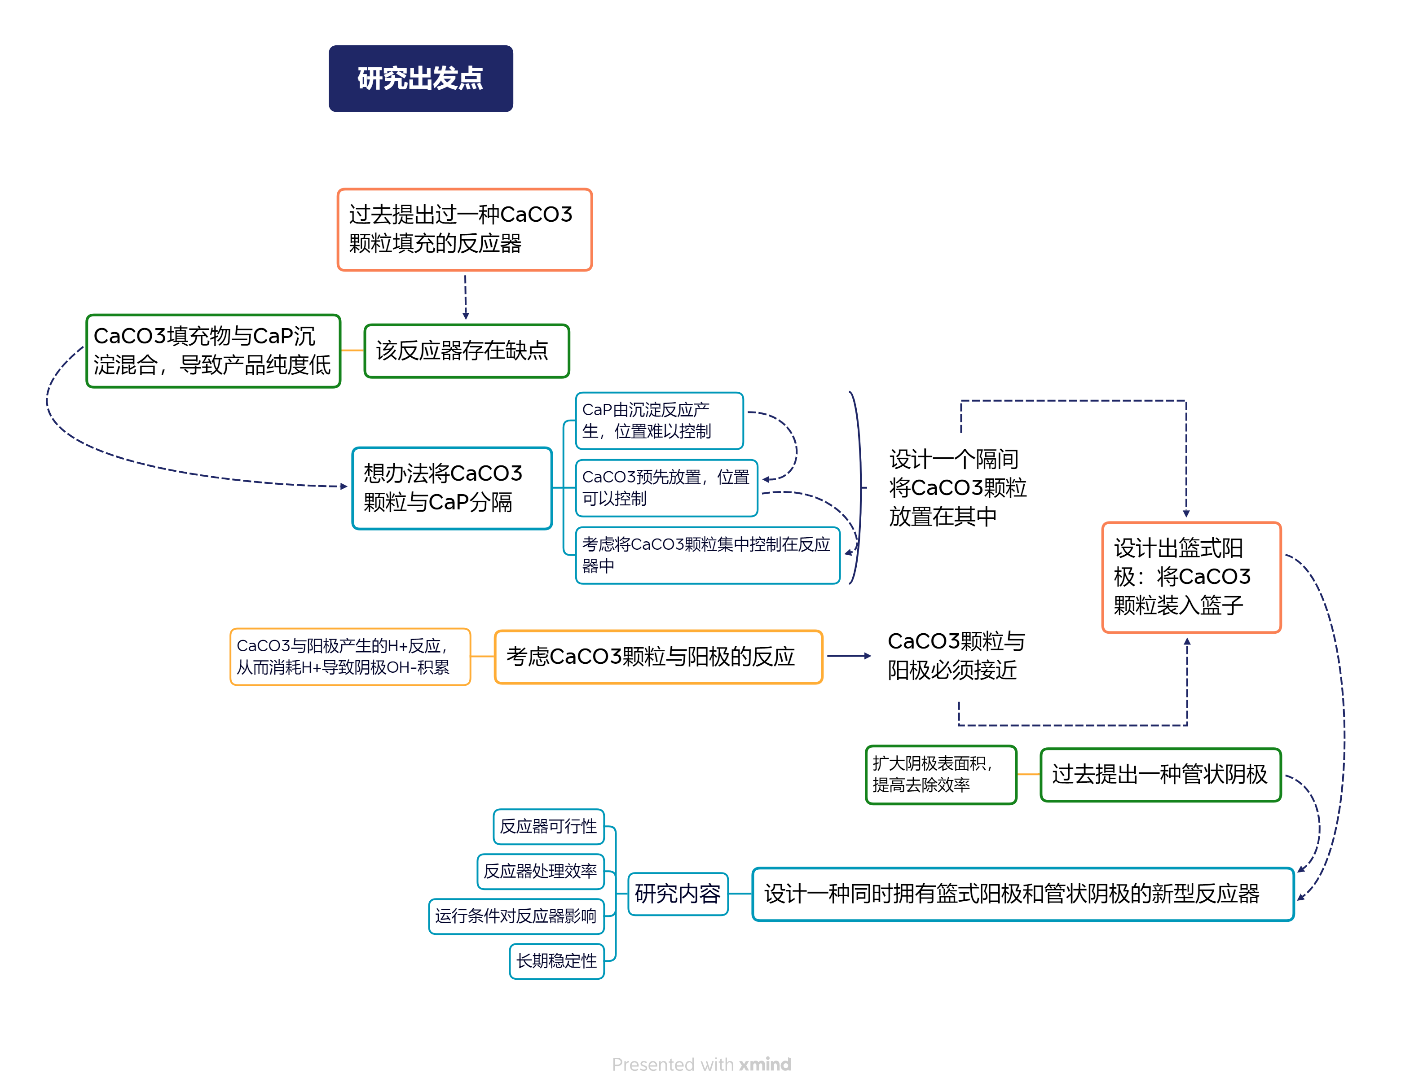 研究出发点
过去提出过一种CaCO3
颗粒填充的反应器
CaCO3填充物与CaP沉
淀混合，导致产品纯度低
该反应器存在缺点
CaP由沉淀反应产
生，位置难以控制
想办法将CaCO3
颗粒与CaP分隔
CaCO3预先放置，位置
可以控制
考虑将CaCO3颗粒集中控制在反应
器中
设计一个隔间
将CaCO3颗粒
放置在其中
设计出篮式阳
极：将CaCO3
颗粒装入篮子
CaCO3与阳极产生的H+反应，
从而消耗H+导致阴极OH-积累
考虑CaCO3颗粒与阳极的反应
CaCO3颗粒与
阳极必须接近
扩大阴极表面积，
提高去除效率
过去提出一种管状阴极
反应器可行性
反应器处理效率
运行条件对反应器影响
长期稳定性
研究内容
设计一种同时拥有篮式阳极和管状阴极的新型反应器
Presented with xmind